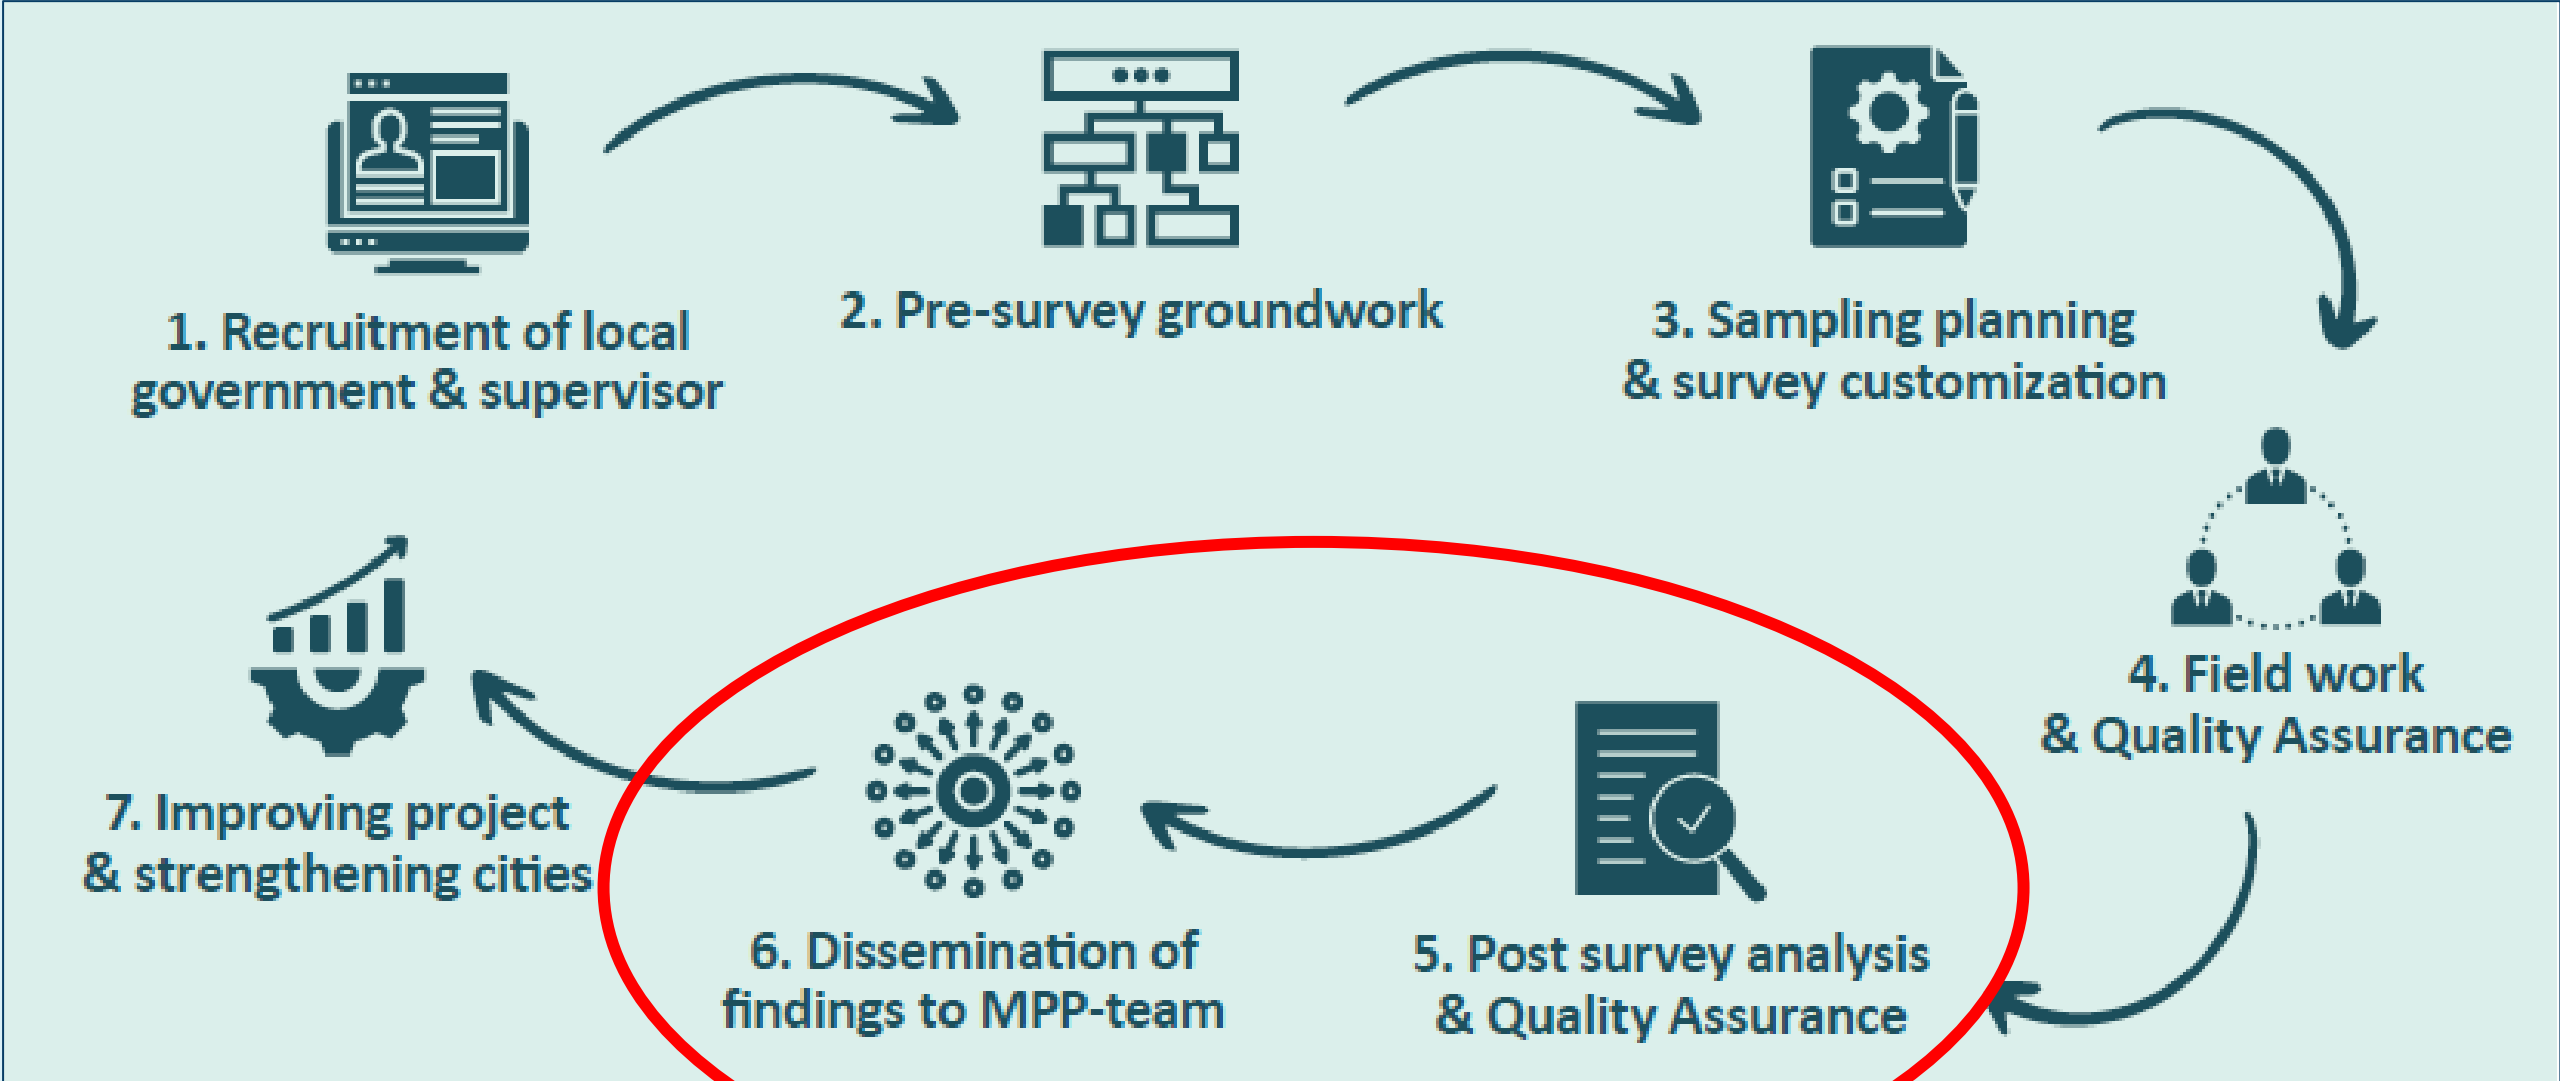 1. Recruitment of local
government & supervisor
2. Pre-survey groundwork
3. Sampling planning
& survey customization
4. Field work
& Quality Assurance
5. Post survey analysis
& Quality Assurance
6. Dissemination of
findings to MPP-team
7. Improving project
& strengthening cities